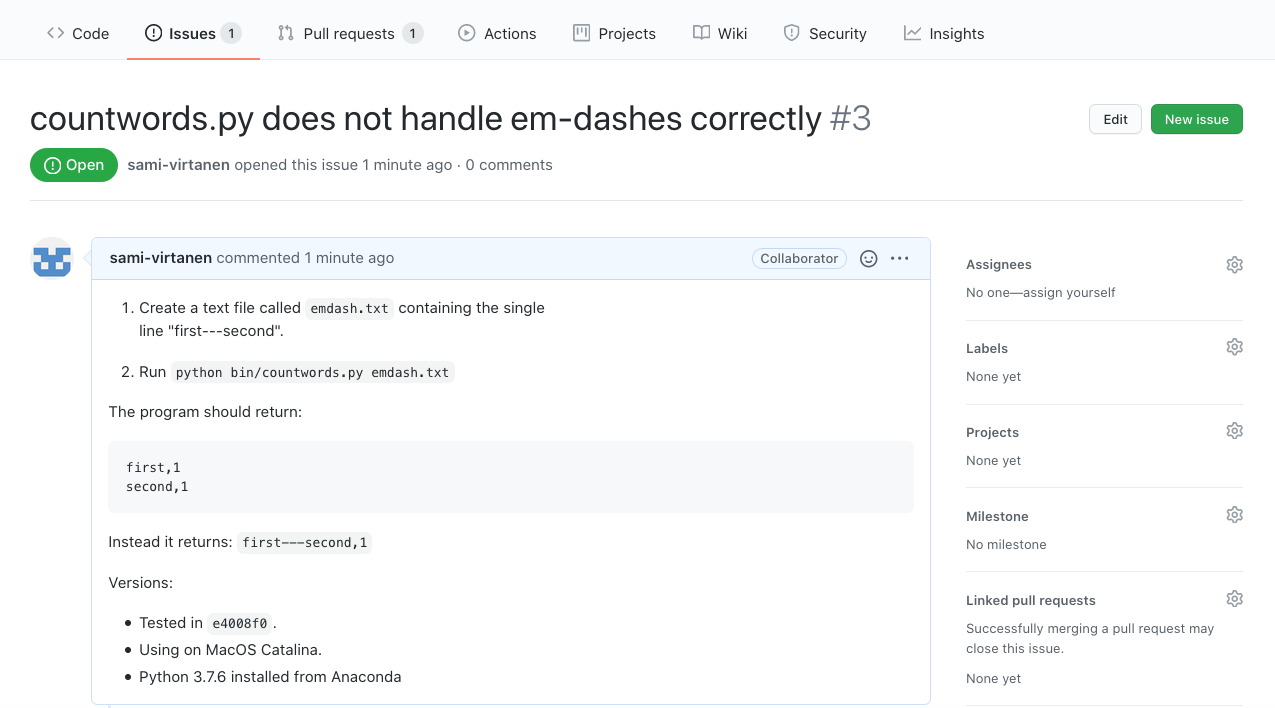 Code Issues 1 Pull requests 1 Actions Projects Wiki Security Insights
countwords.py does not handle em-dashes correctly #3
Edit New issue
Open sami-virtanen opened this issue 1 minute ago · 0 comments
sami-virtanen commented 1 minute ago Collaborator
1. Create a text file called emdash.txt containing the single
line "first---second".
2. Run python bin/countwords.py emdash.txt
The program should return:
first,1
second,1
Instead it returns: first---second,1
Versions:
• Tested in e4008f0.
• Using on MacOS Catalina.
• Python 3.7.6 installed from Anaconda
Assignees
No one—assign yourself
Labels
None yet
Projects
None yet
Milestone
No milestone
Linked pull requests
Successfully merging a pull request may
close this issue.
None yet